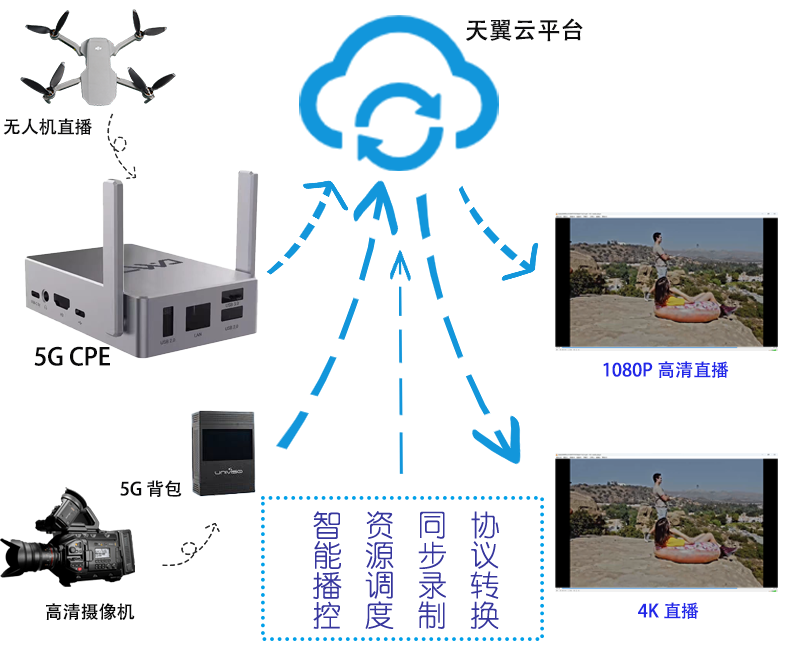 天翼云平台
无人机直播
5G CPE
LAN
1080P 高清直播
5G 背包
高清摄像机
智能播控
资源调度
同步录制
协议转换
4K 直播